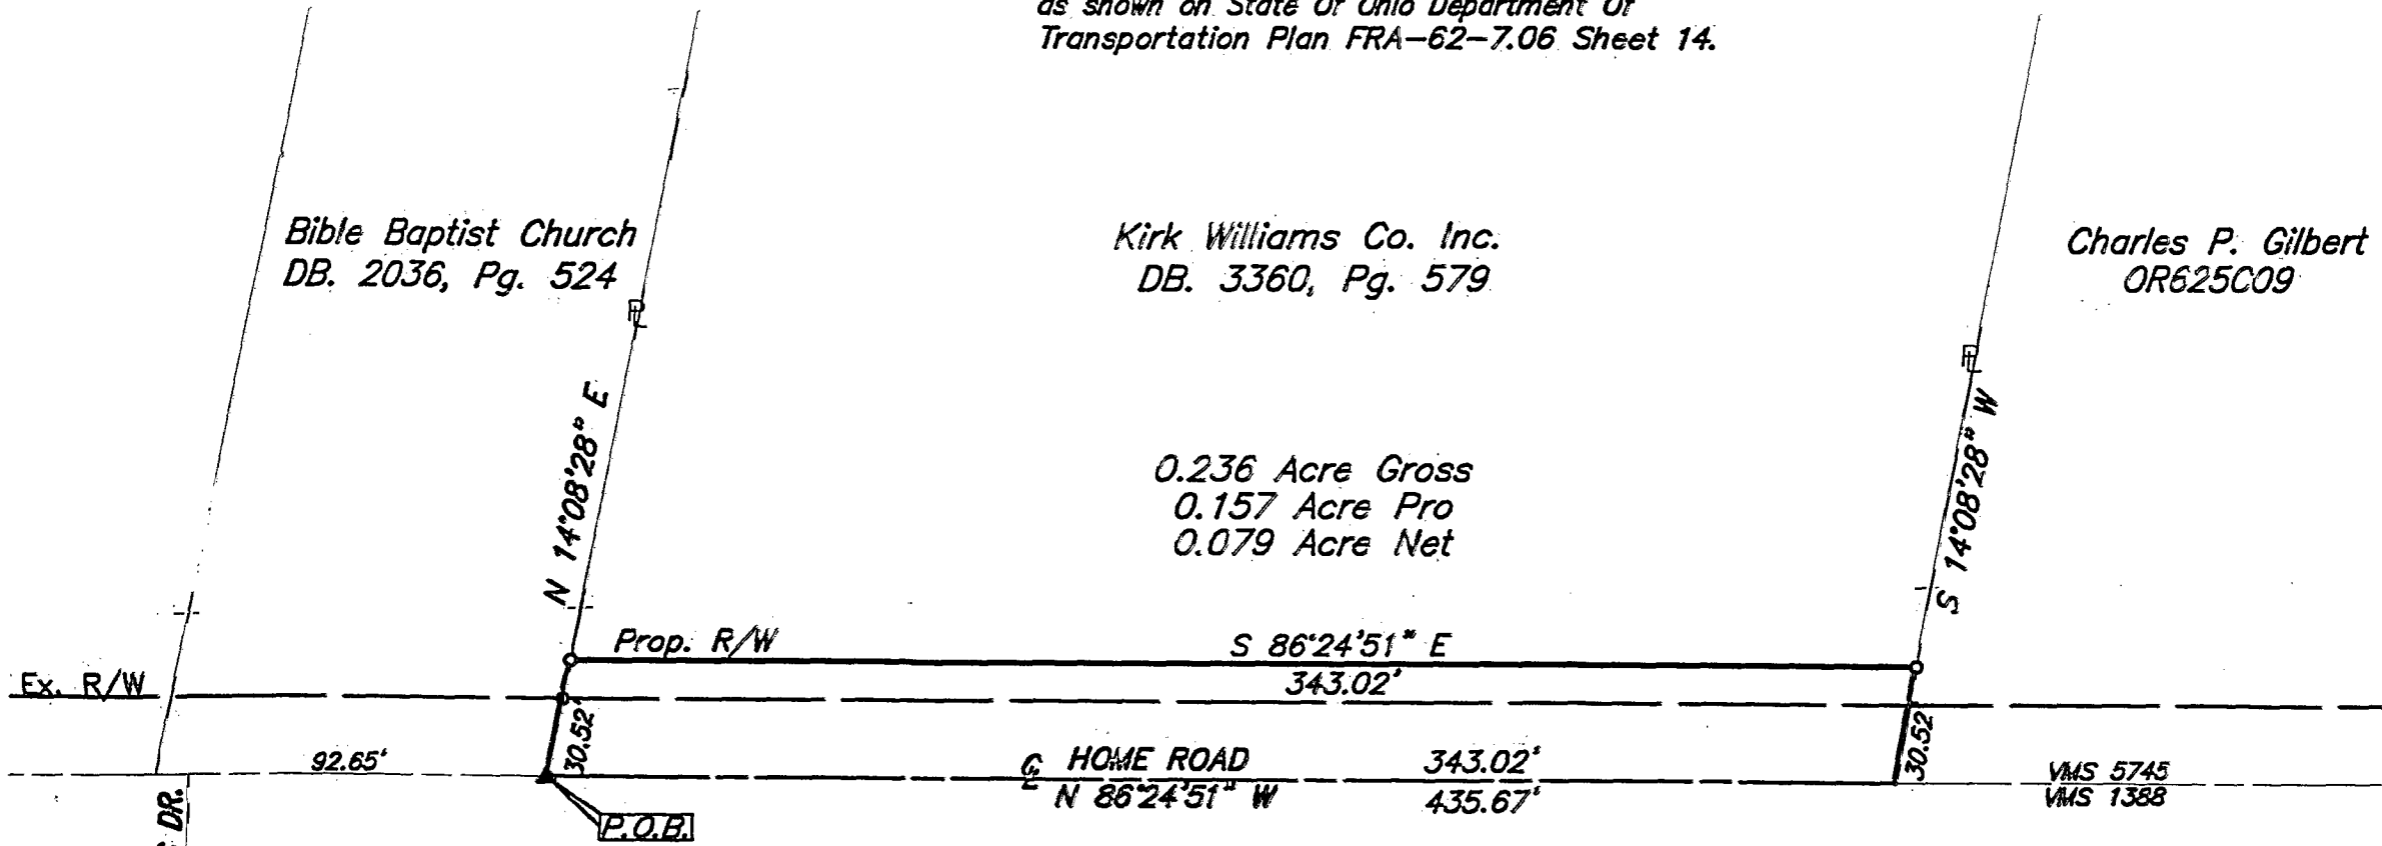 as shown on State Of Ohio Department Of
Transportation Plan FRA-62-7.06 Sheet 14.
Bible Baptist Church
DB. 2036, Pg. 524
Kirk Williams Co. Inc.
DB. 3360, Pg. 579
Charles P. Gilbert
OR625C09
PL
PL
N 14°08'28" E
S 14°08'28" W
0.236 Acre Gross
0.157 Acre Pro
0.079 Acre Net
Prop. R/W
S 86°24'51" E
343.02'
Ex. R/W
30.52'
30.52'
92.65'
CL HOME ROAD 343.02'
N 86°24'51" W 435.67'
VMS 5745
VMS 1388
DR.
P.O.B.